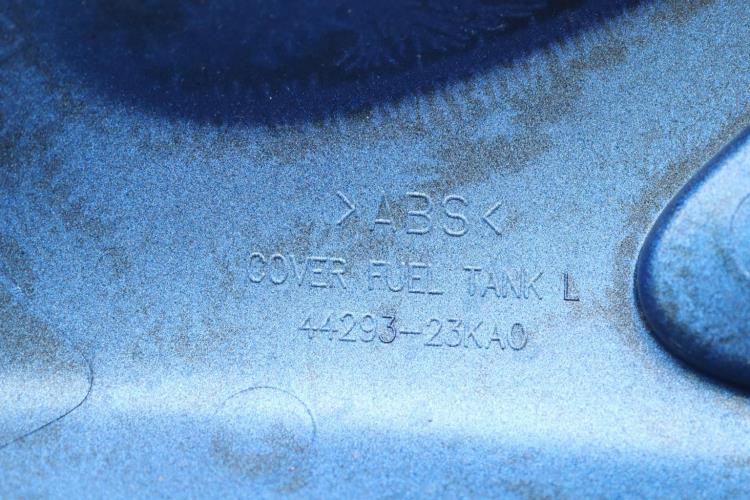 >ABS<
COVER FUEL TANK L
44293-23KA0